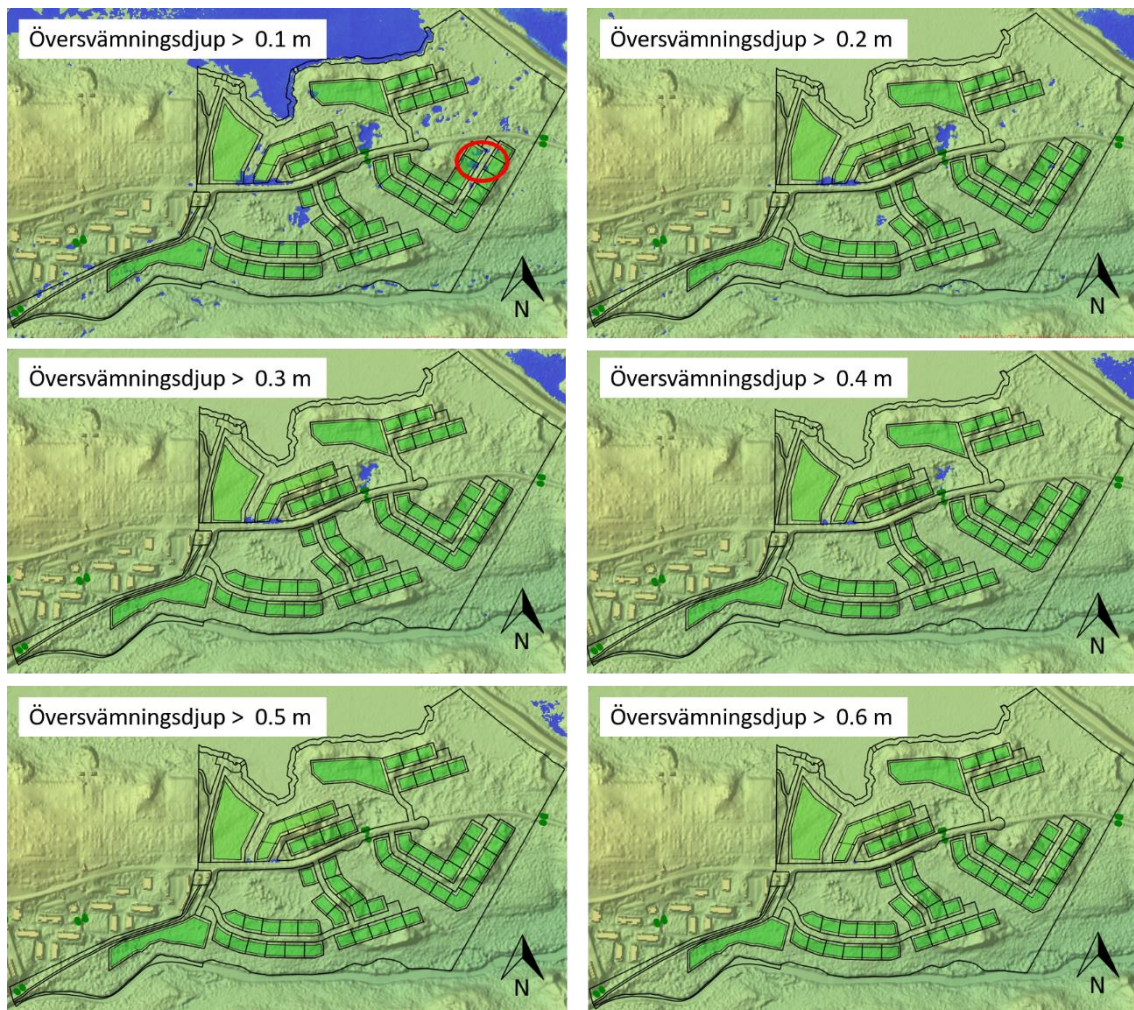 Översvämningsdjup > 0.1 m
N
Översvämningsdjup > 0.2 m
N
Översvämningsdjup > 0.3 m
N
Översvämningsdjup > 0.4 m
N
Översvämningsdjup > 0.5 m
N
Översvämningsdjup > 0.6 m
N